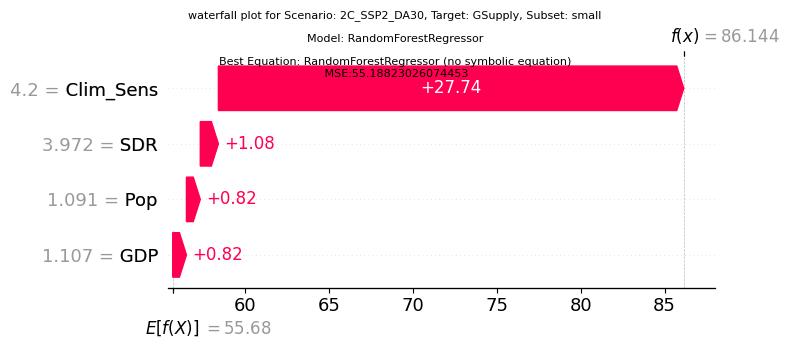 waterfall plot for Scenario: 2C_SSP2_DA30, Target: GSupply, Subset: small
Model: RandomForestRegressor
f(x) = 86.144
Best Equation: RandomForestRegressor (no symbolic equation)
MSE:55.18823026074453
4.2 = Clim_Sens
+27.74
3.972 = SDR
+1.08
1.091 = Pop
+0.82
1.107 = GDP
+0.82
60 65 70 75 80 85
E[f(X)] = 55.68